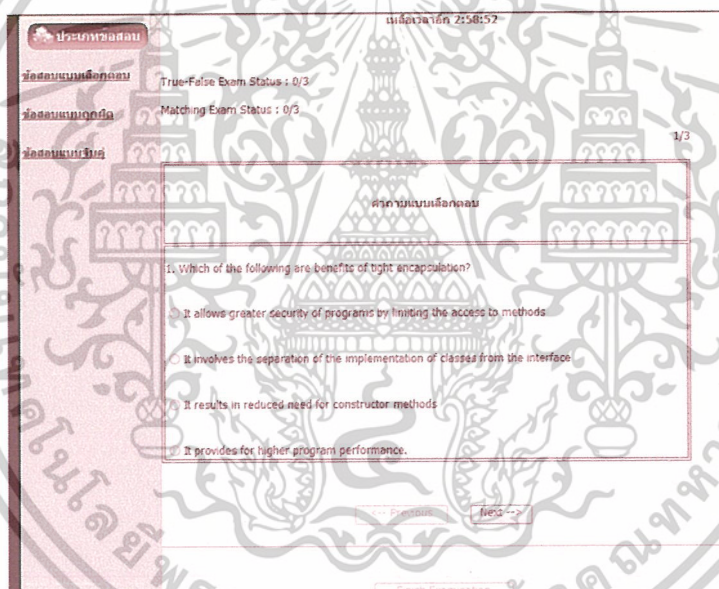 เหลือเวลาอีก 2:58:52
ประเภทข้อสอบ
ข้อสอบแบบเลือกตอบ
ข้อสอบแบบถูกผิด
ข้อสอบแบบจับคู่
True-False Exam Status : 0/3
Matching Exam Status : 0/3
1/3
คำถามแบบเลือกตอบ
1. Which of the following are benefits of tight encapsulation?
It allows greater security of programs by limiting the access to methods
It involves the separation of the implementation of classes from the interface
It results in reduced need for constructor methods
It provides for higher program performance.
<-- Previous
Next -->